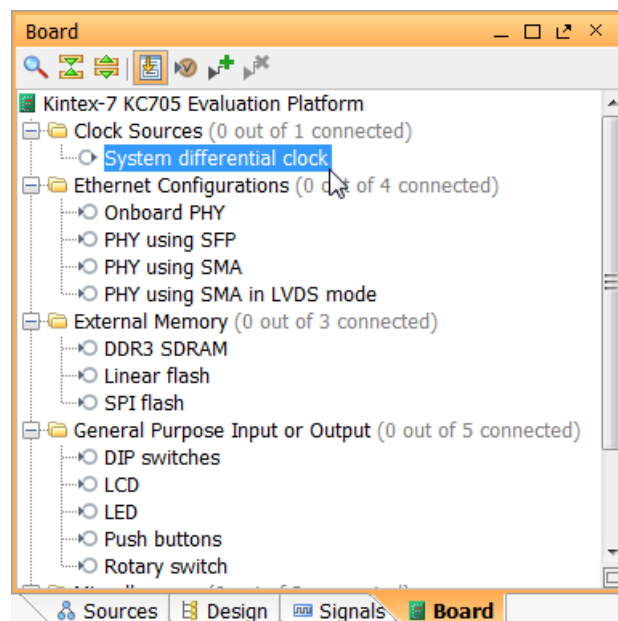 Board
Kintex-7 KC705 Evaluation Platform
Clock Sources (0 out of 1 connected)
System differential clock
Ethernet Configurations (0 out of 4 connected)
Onboard PHY
PHY using SFP
PHY using SMA
PHY using SMA in LVDS mode
External Memory (0 out of 3 connected)
DDR3 SDRAM
Linear flash
SPI flash
General Purpose Input or Output (0 out of 5 connected)
DIP switches
LCD
LED
Push buttons
Rotary switch
Sources Design Signals Board